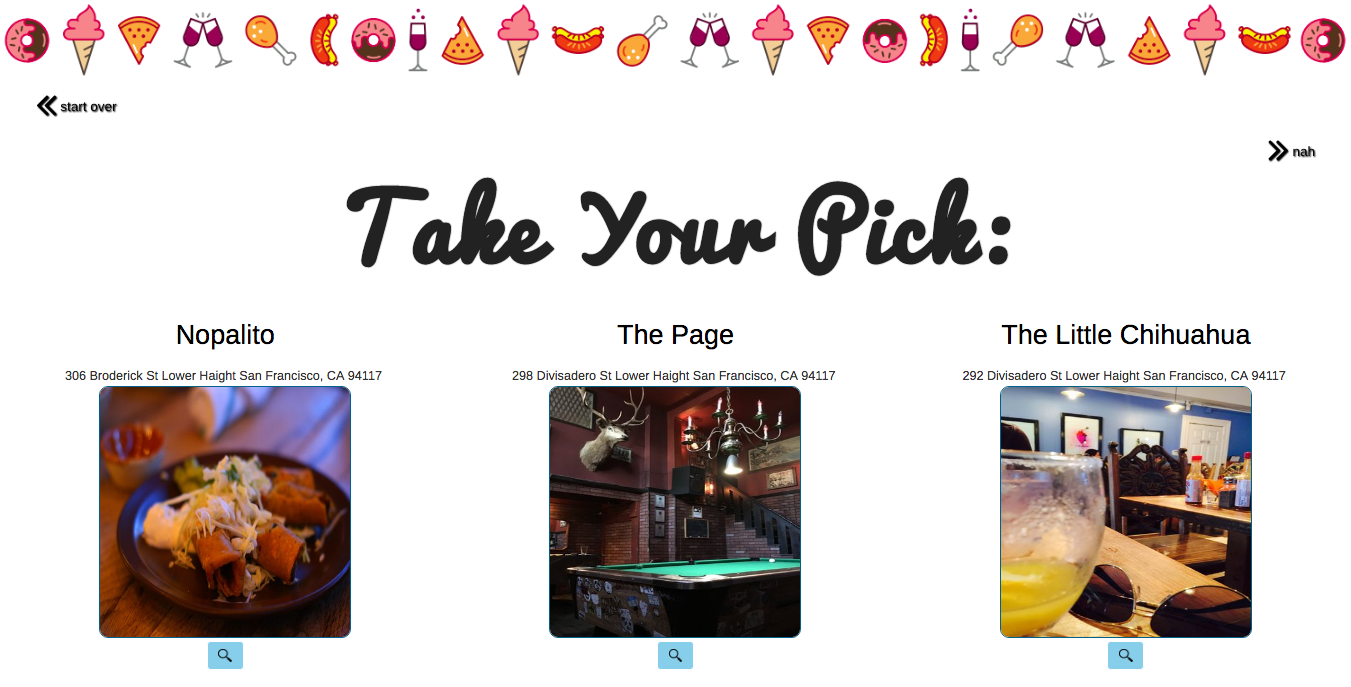 start over
nah
Take Your Pick:
Nopalito
The Page
The Little Chihuahua
306 Broderick St Lower Haight San Francisco, CA 94117
298 Divisadero St Lower Haight San Francisco, CA 94117
292 Divisadero St Lower Haight San Francisco, CA 94117